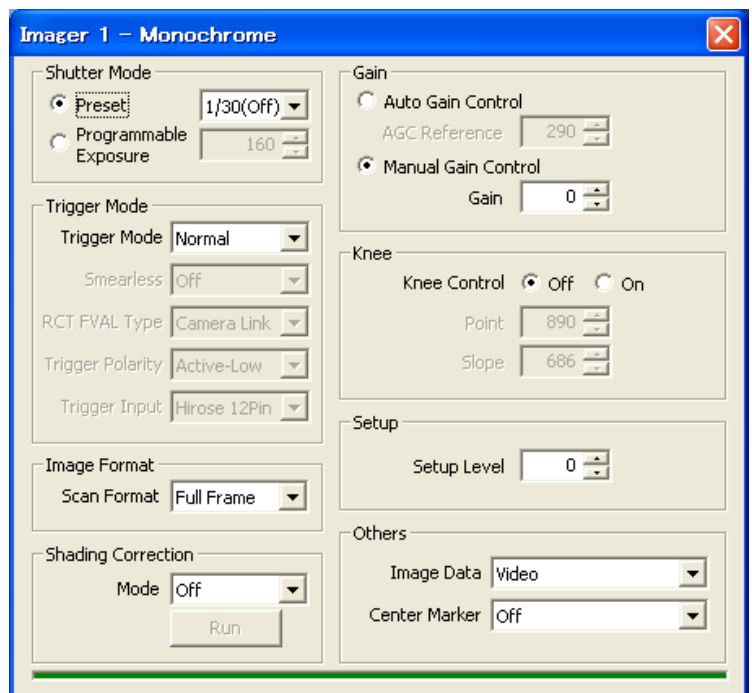 Imager 1 - Monochrome
Shutter Mode
Preset 1/30(Off)
Programmable
Exposure 160
Trigger Mode
Trigger Mode Normal
Smearless Off
RCT FVAL Type Camera Link
Trigger Polarity Active-Low
Trigger Input Hirose 12Pin
Image Format
Scan Format Full Frame
Shading Correction
Mode Off
Run
Gain
Auto Gain Control
AGC Reference 290
Manual Gain Control
Gain 0
Knee
Knee Control Off On
Point 890
Slope 686
Setup
Setup Level 0
Others
Image Data Video
Center Marker Off